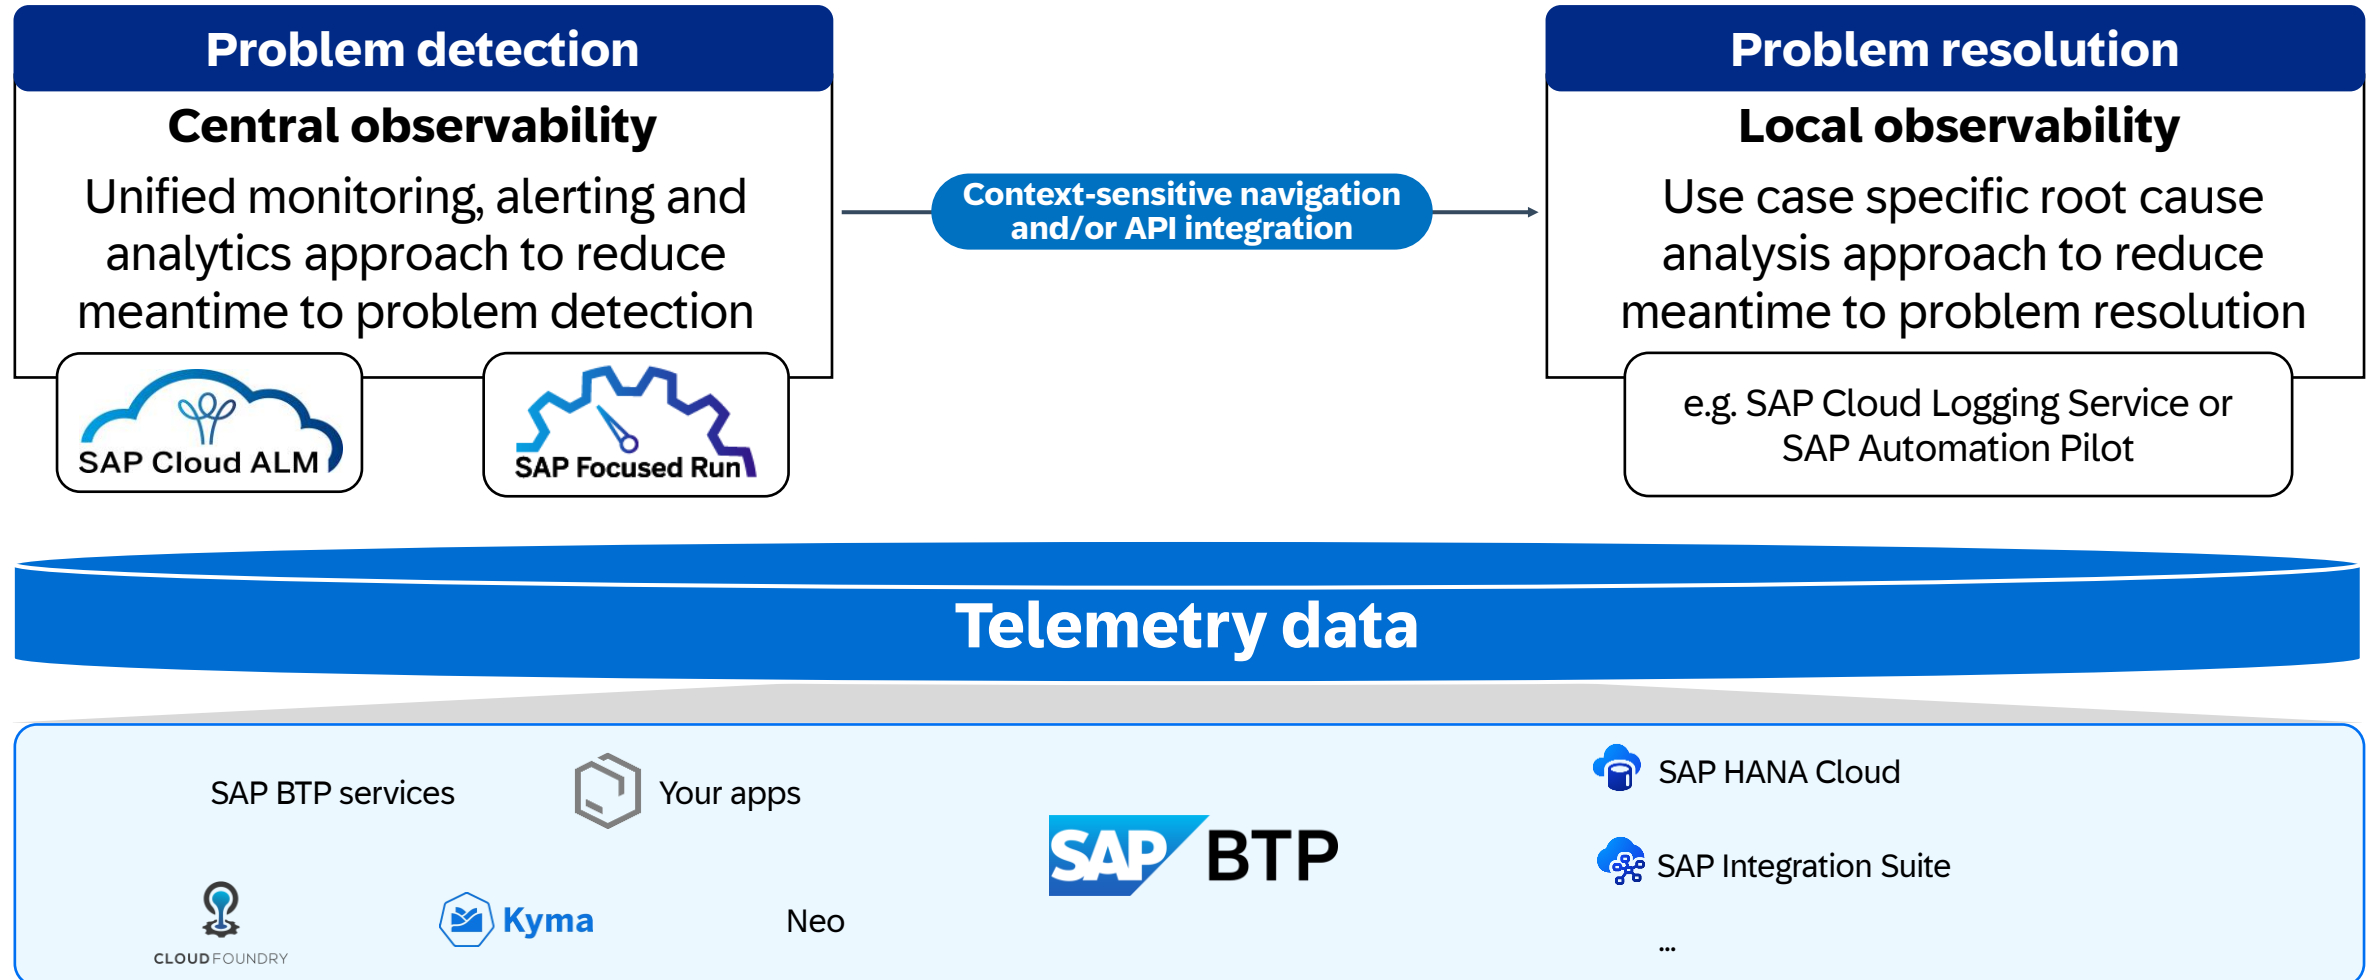 Problem detection
Central observability
Unified monitoring, alerting and
analytics approach to reduce
meantime to problem detection
SAP Cloud ALM
SAP Focused Run
Context-sensitive navigation
and/or API integration
Problem resolution
Local observability
Use case specific root cause
analysis approach to reduce
meantime to problem resolution
e.g. SAP Cloud Logging Service or
SAP Automation Pilot
Telemetry data
SAP BTP services
Your apps
CLOUDFOUNDRY
Kyma
Neo
SAP BTP
SAP HANA Cloud
SAP Integration Suite
...